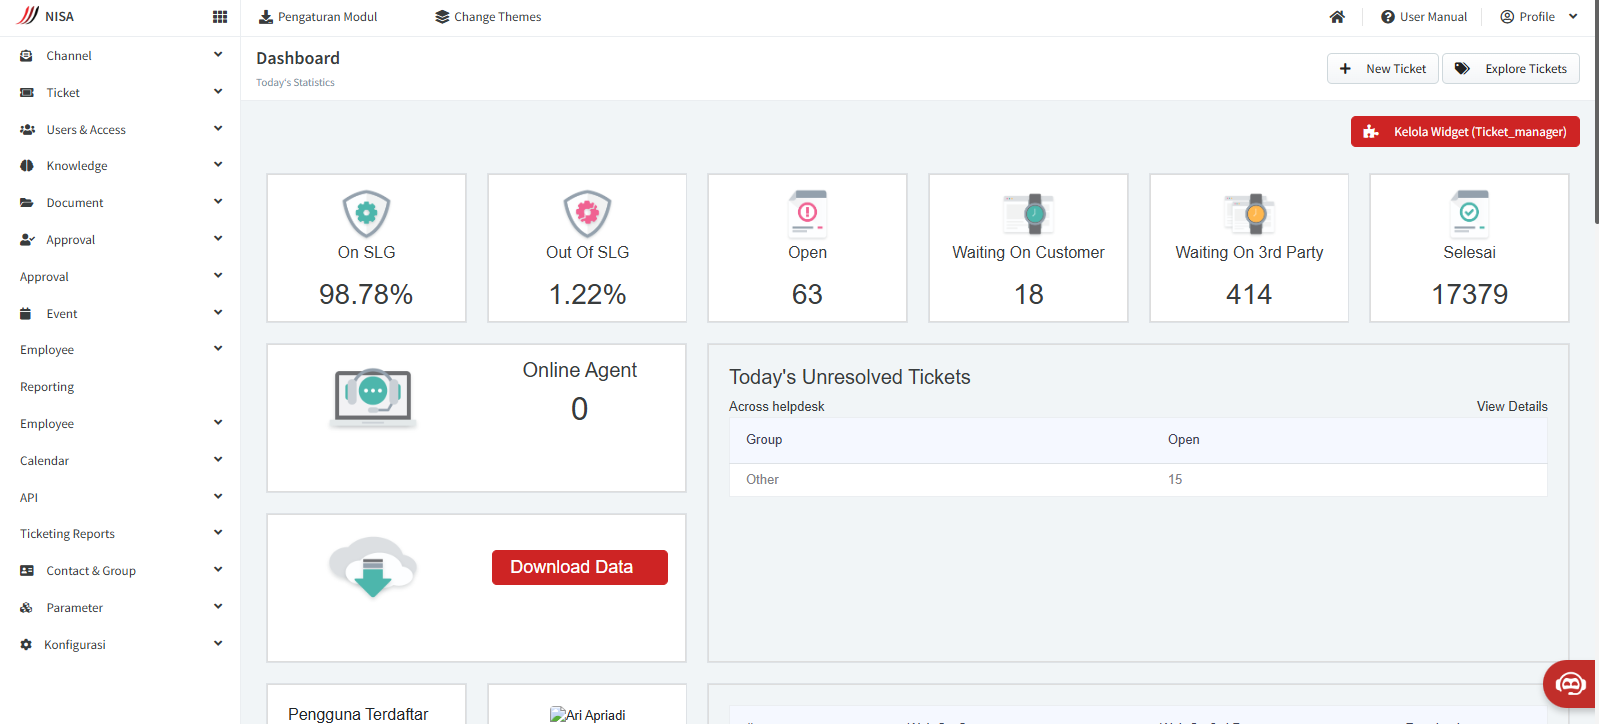 NISA
Pengaturan Modul
Change Themes
User Manual
Profile
Channel
Ticket
Users & Access
Knowledge
Document
Approval
Approval
Event
Employee
Reporting
Employee
Calendar
API
Ticketing Reports
Contact & Group
Parameter
Konfigurasi
Dashboard
Today's Statistics
New Ticket
Explore Tickets
Kelola Widget (Ticket_manager)
On SLG
98.78%
Out Of SLG
1.22%
Open
63
Waiting On Customer
18
Waiting On 3rd Party
414
Selesai
17379
Online Agent
0
Today's Unresolved Tickets
Across helpdesk
View Details
Group
Open
Other
15
Download Data
Pengguna Terdaftar
Ari Apriadi